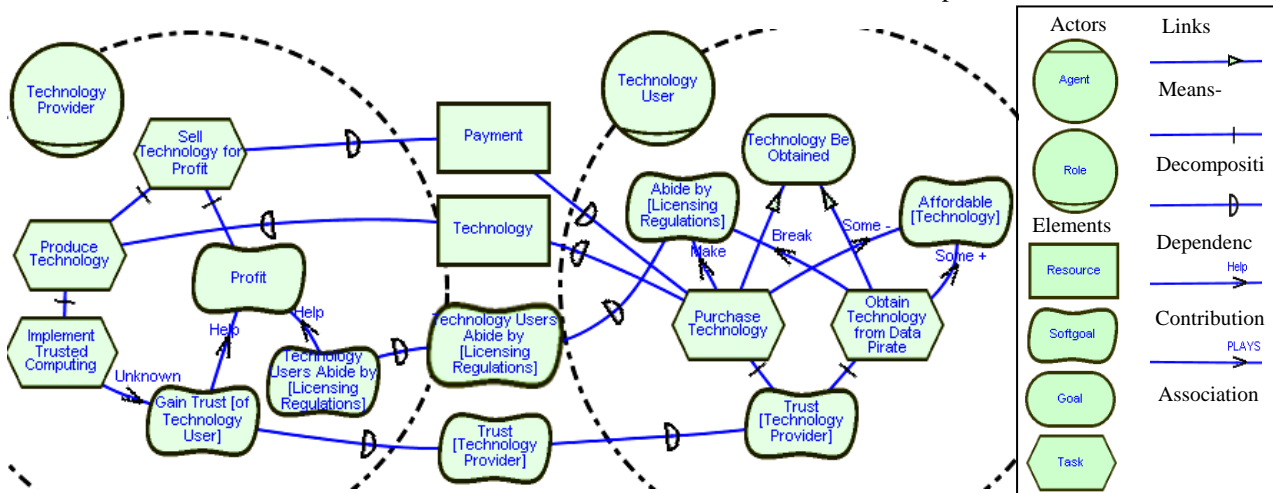 Technology
Provider
Sell
Technology for
Profit
Produce
Technology
Profit
Implement
Trusted
Computing
Unknown
Help
Help
Gain Trust [of
Technology
User]
Technology
Users Abide by
[Licensing
Regulations]
Payment
Technology
Technology Users
Abide by
[Licensing
Regulations]
Trust
[Technology
Provider]
Technology
User
Technology Be
Obtained
Abide by
[Licensing
Regulations]
Affordable
[Technology]
Make
Break
Some -
Some +
Purchase
Technology
Obtain
Technology
from Data
Pirate
Trust
[Technology
Provider]
Actors
Agent
Role
Elements
Resource
Softgoal
Goal
Task
Links
Means-
Decompositi
Dependenc
Help
Contribution
PLAYS
Association